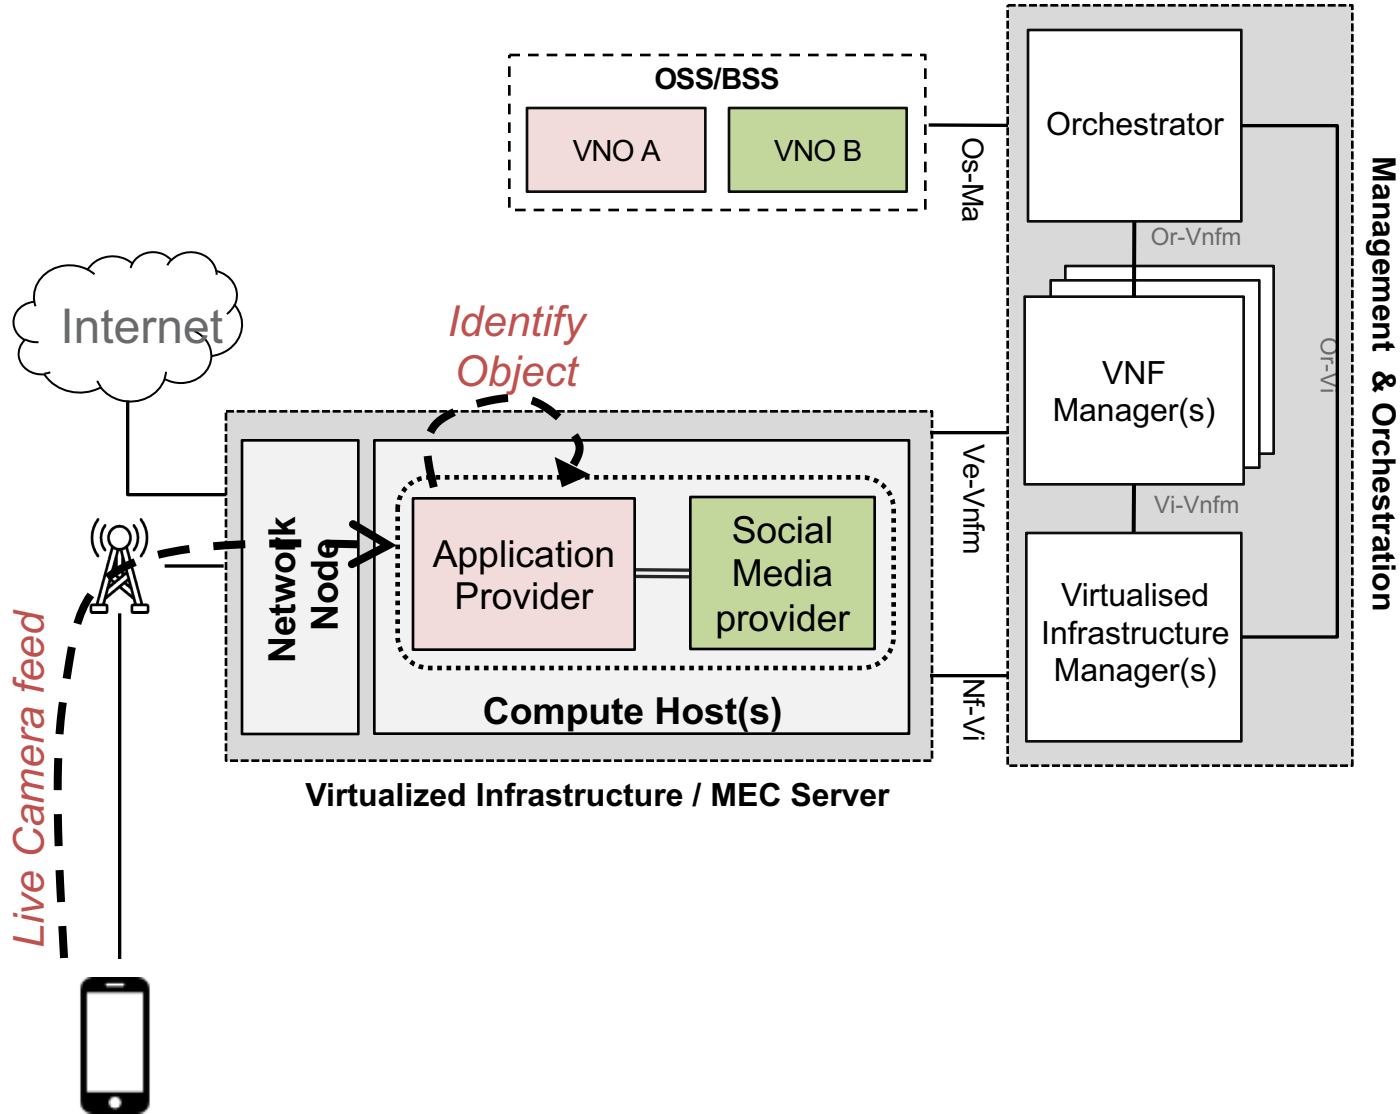 OSS/BSS
VNO A
VNO B
Os-Ma
Orchestrator
Or-Vnfm
Management & Orchestration
Internet
Identify
Object
VNF
Manager(s)
Or-Vi
Ve-Vnfm
Vi-Vnfm
Network
Node
Application
Provider
Social
Media
provider
Virtualised
Infrastructure
Manager(s)
Compute Host(s)
Nf-Vi
Virtualized Infrastructure / MEC Server
Live Camera feed